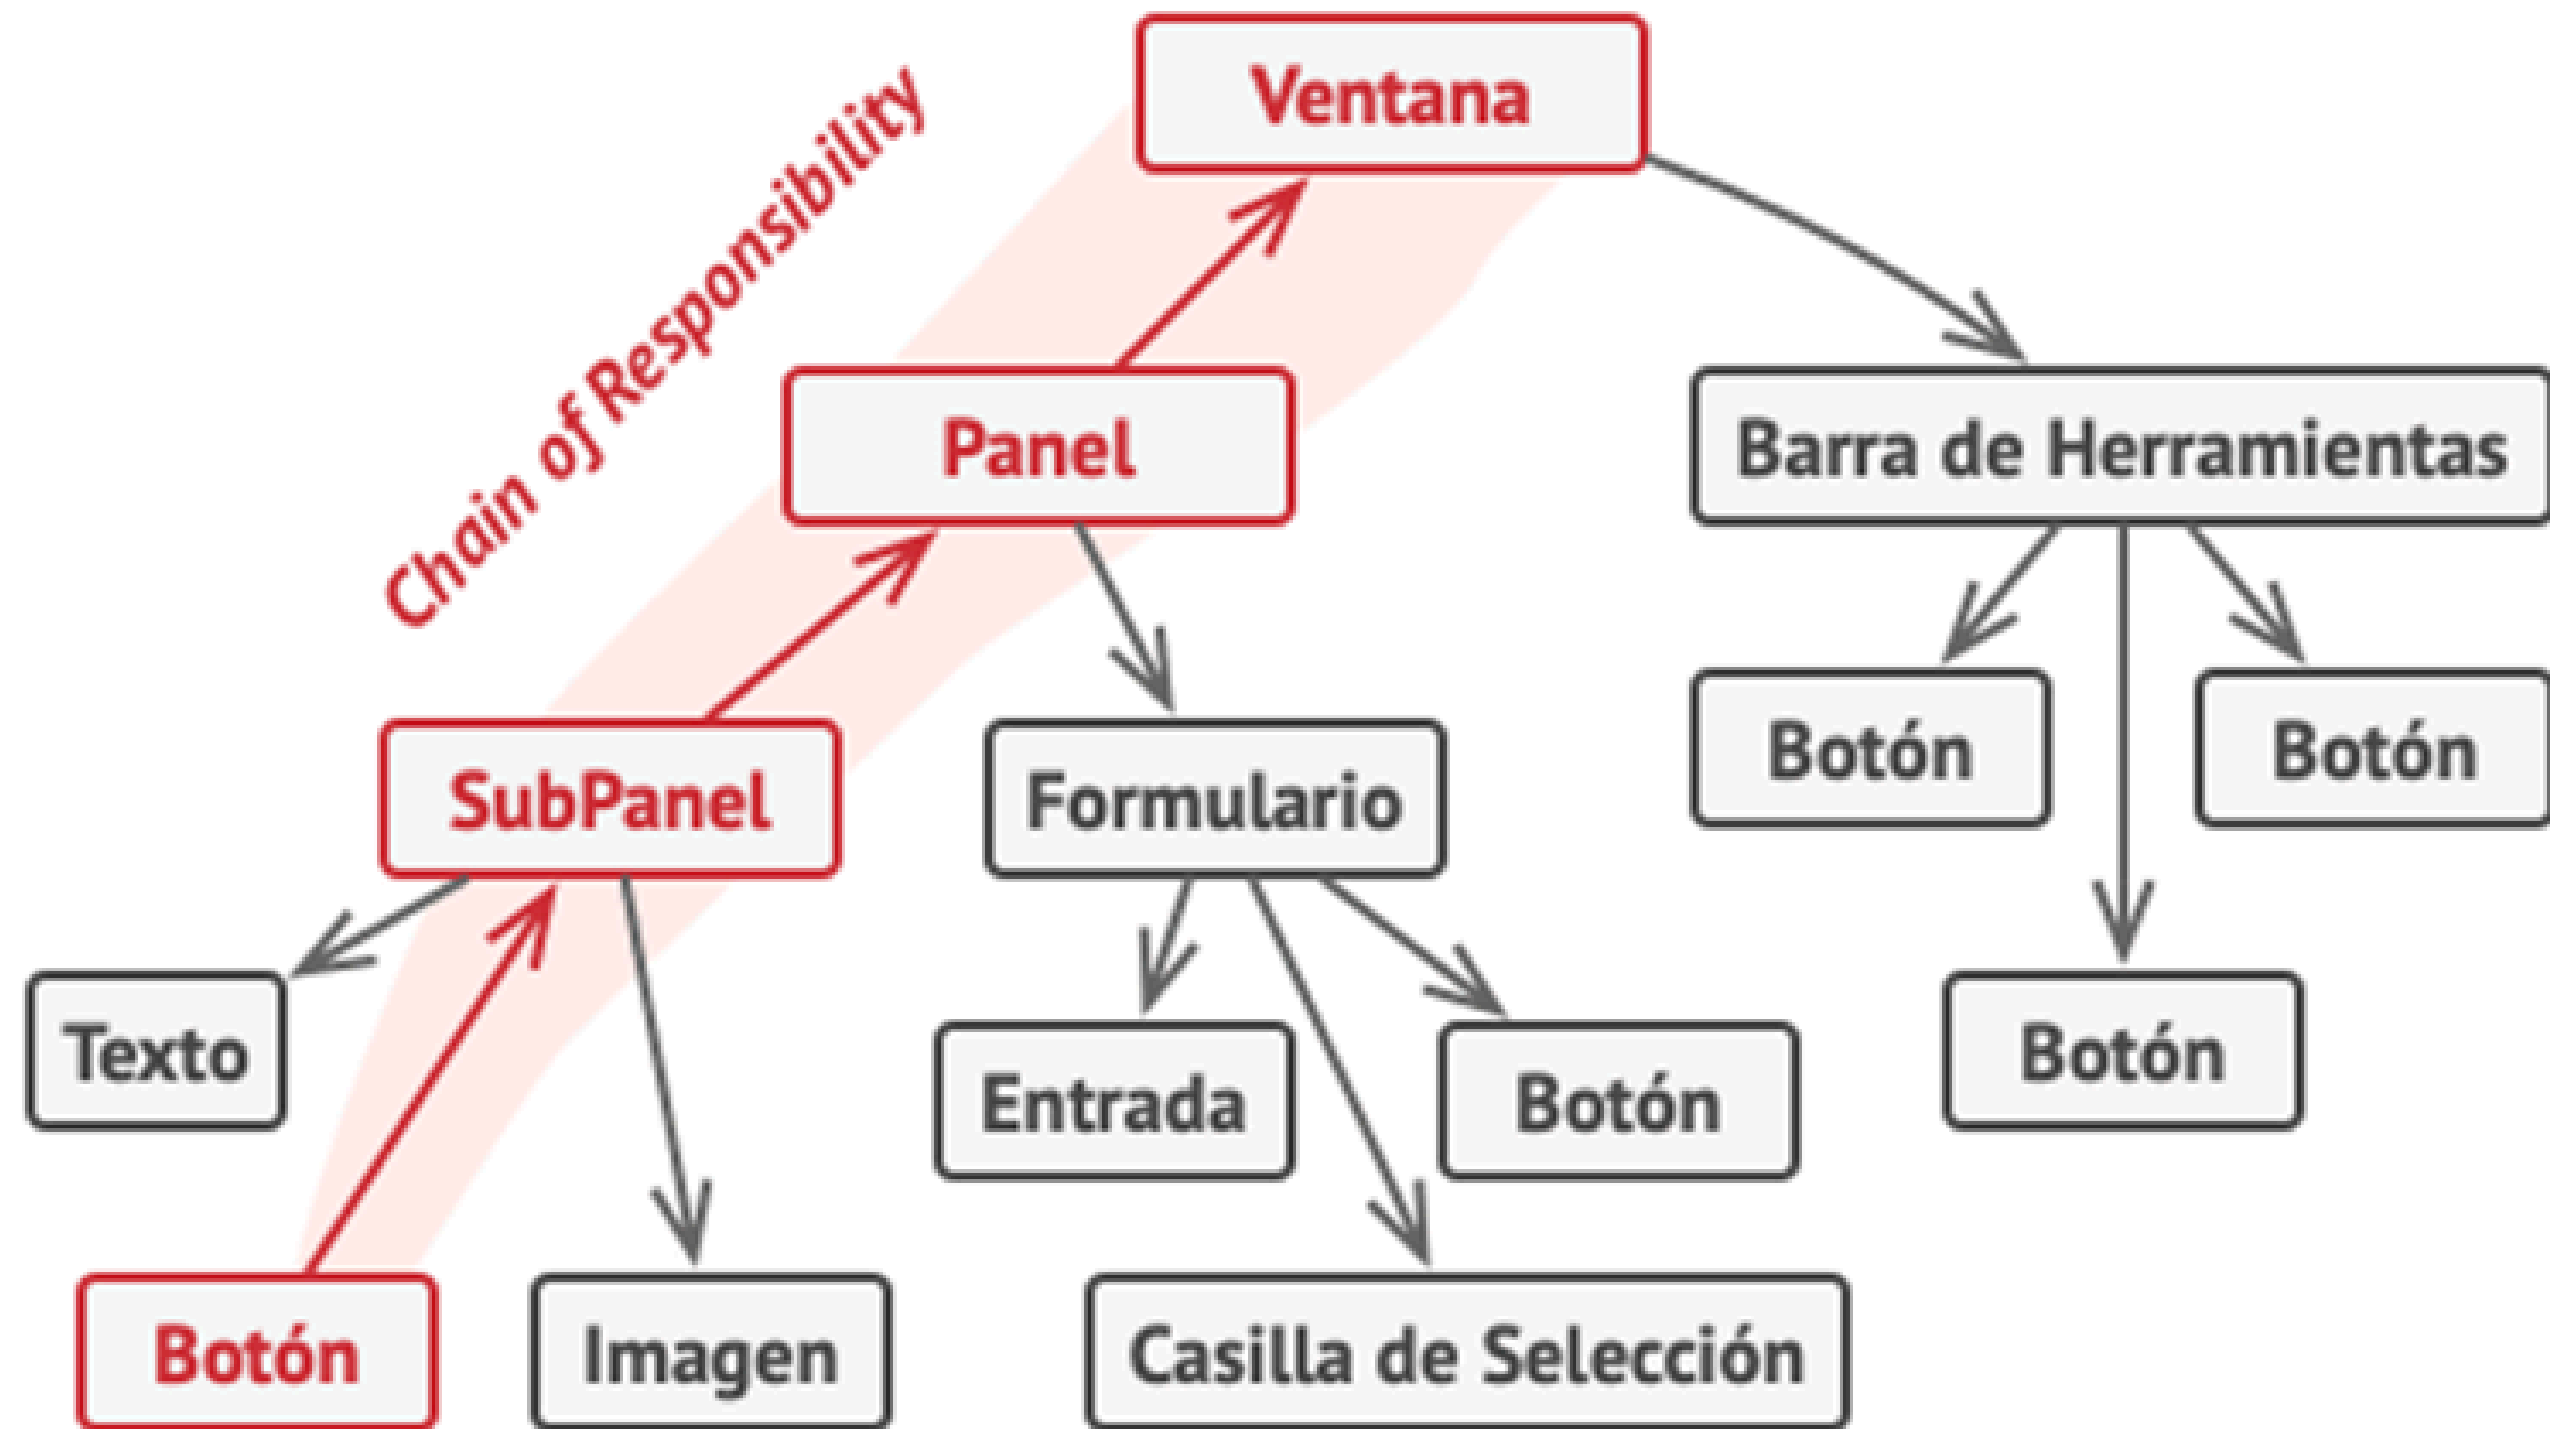 Ventana
Chain of Responsibility
Panel
Barra de Herramientas
SubPanel
Formulario
Botón
Botón
Texto
Entrada
Botón
Botón
Botón
Imagen
Casilla de Selección